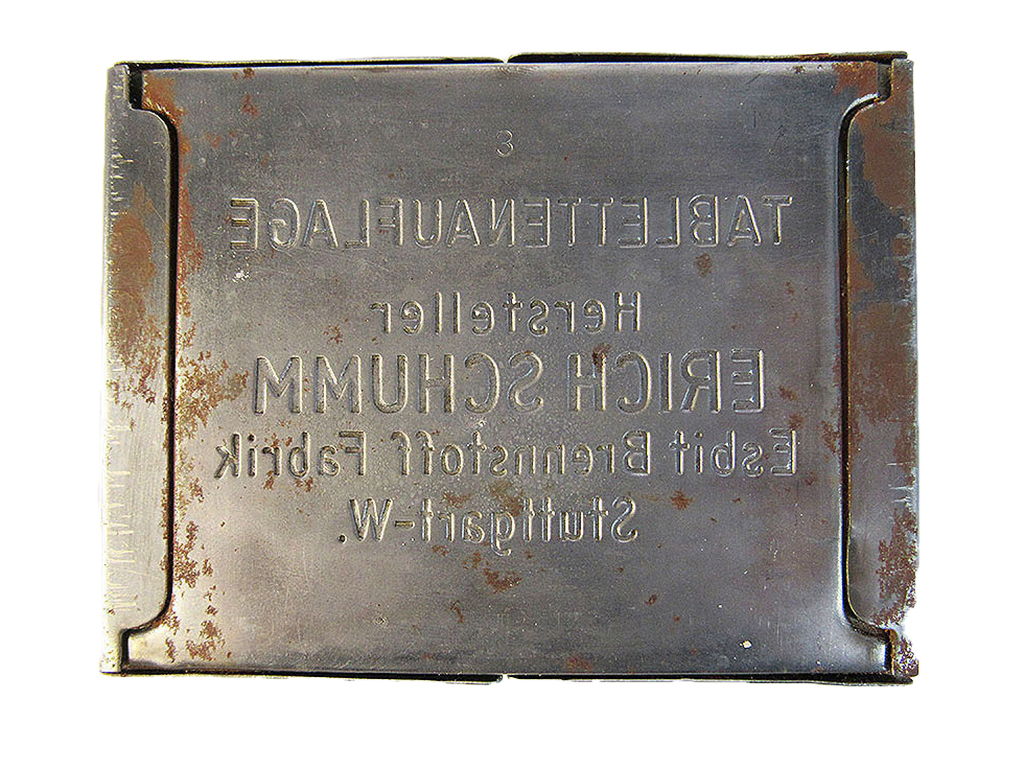 3
TABLETTENAUFLAGE
Hersteller
ERICH SCHUMM
Esbit Brennstoff Fabrik
Stuttgart-W.